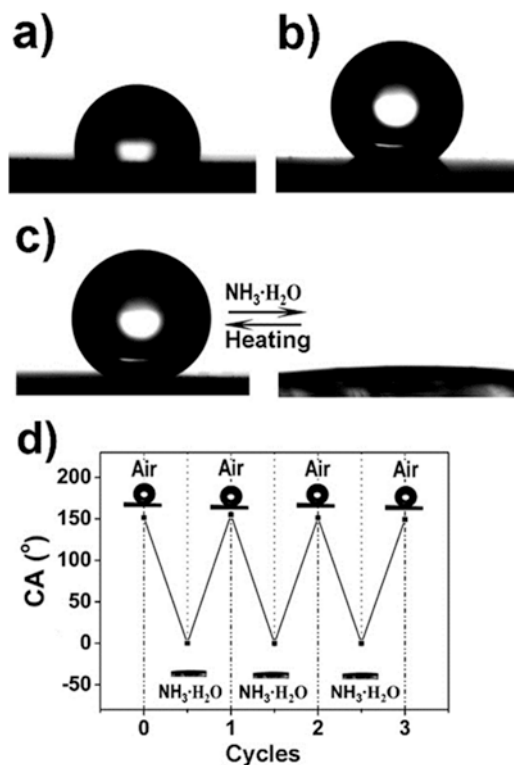 a)
b)
c)
NH₃·H₂O
Heating
d)
Air Air Air Air
200
150
100
50
0
-50
CA (°)
NH₃·H₂O NH₃·H₂O NH₃·H₂O
0 1 2 3
Cycles